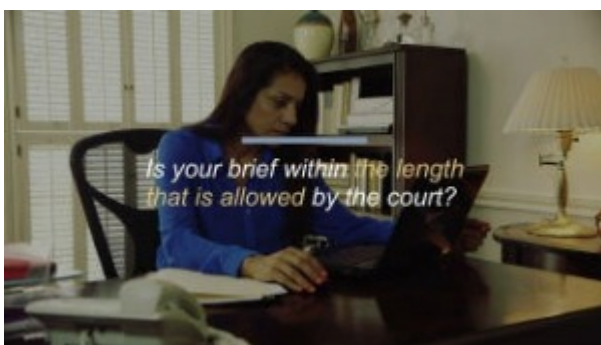 Is your brief within the length
that is allowed by the court?